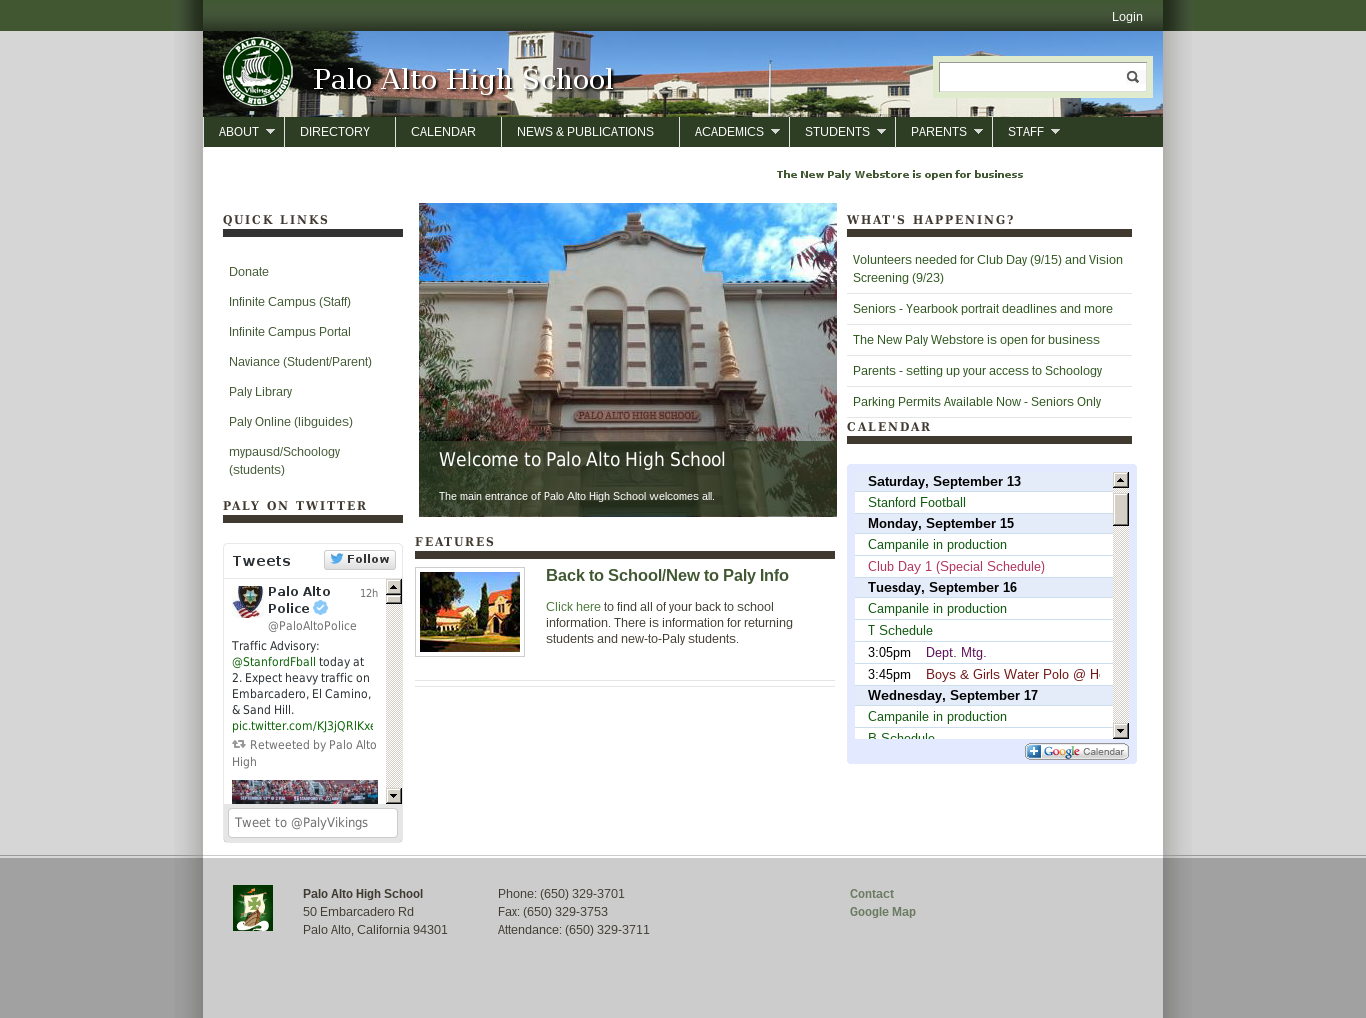 Login
PALO ALTO
Vikings
SENIOR HIGH SCHOOL
Palo Alto High School
ABOUT
DIRECTORY
CALENDAR
NEWS & PUBLICATIONS
ACADEMICS
STUDENTS
PARENTS
STAFF
The New Paly Webstore is open for business
QUICK LINKS
Donate
Infinite Campus (Staff)
Infinite Campus Portal
Naviance (Student/Parent)
Paly Library
Paly Online (libguides)
mypausd/Schoology
(students)
PALY ON TWITTER
Tweets
Follow
Palo Alto
Police
12h
@PaloAltoPolice
Traffic Advisory:
@StanfordFball today at
2. Expect heavy traffic on
Embarcadero, El Camino,
& Sand Hill.
pic.twitter.com/KJ3jQRlKx
Retweeted by Palo Alto
High
Tweet to @PalyVikings
PALO ALTO HIGH SCHOOL
Welcome to Palo Alto High School
The main entrance of Palo Alto High School welcomes all.
FEATURES
Back to School/New to Paly Info
Click here to find all of your back to school
information. There is information for returning
students and new-to-Paly students.
WHAT'S HAPPENING?
Volunteers needed for Club Day (9/15) and Vision
Screening (9/23)
Seniors - Yearbook portrait deadlines and more
The New Paly Webstore is open for business
Parents - setting up your access to Schoology
Parking Permits Available Now - Seniors Only
CALENDAR
Saturday, September 13
Stanford Football
Monday, September 15
Campanile in production
Club Day 1 (Special Schedule)
Tuesday, September 16
Campanile in production
T Schedule
3:05pm Dept. Mtg.
3:45pm Boys & Girls Water Polo @ H
Wednesday, September 17
Campanile in production
B Schedule
Google Calendar
Palo Alto High School
50 Embarcadero Rd
Palo Alto, California 94301
Phone: (650) 329-3701
Fax: (650) 329-3753
Attendance: (650) 329-3711
Contact
Google Map